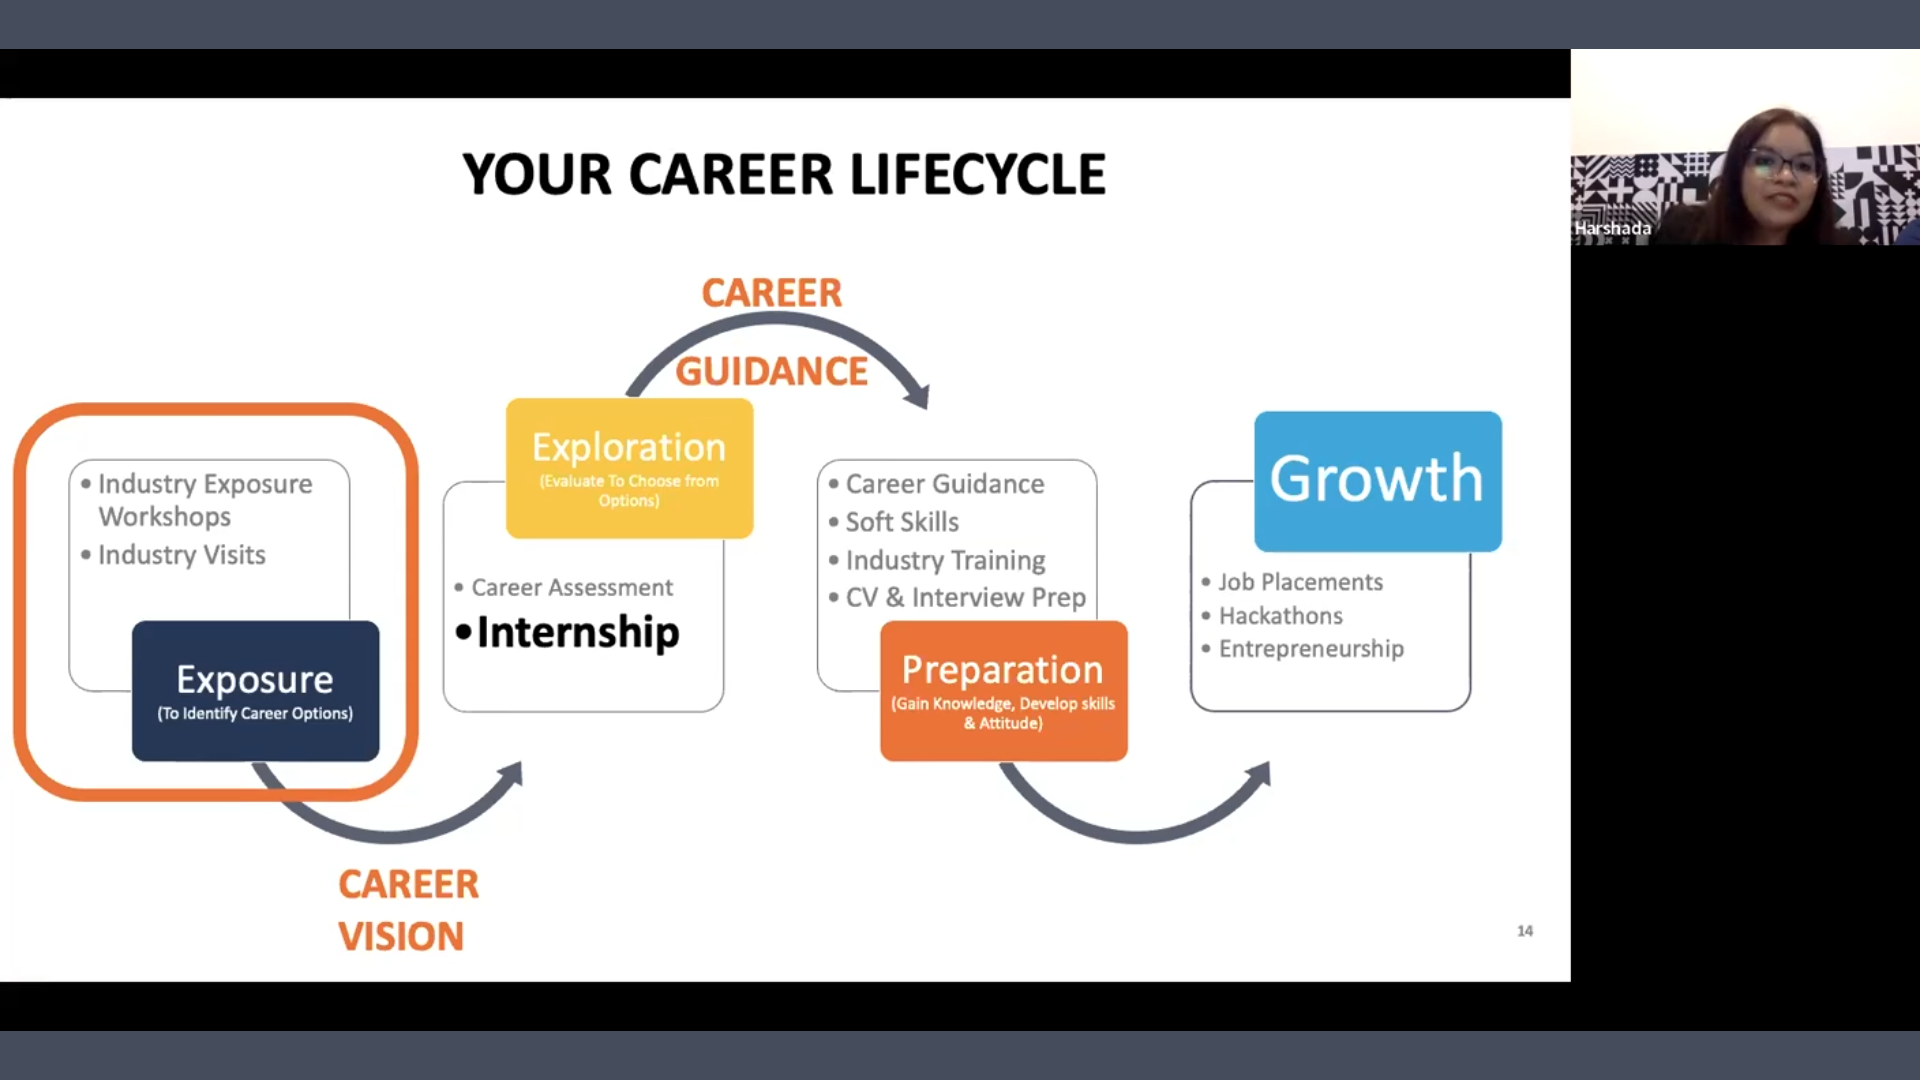 YOUR CAREER LIFECYCLE
Harshada
CAREER
GUIDANCE
• Industry Exposure
Workshops
• Industry Visits
Exposure
(To Identify Career Options)
CAREER
VISION
Exploration
(Evaluate To Choose from
Options)
• Career Assessment
•Internship
• Career Guidance
• Soft Skills
• Industry Training
• CV & Interview Prep
Preparation
(Gain Knowledge, Develop skills
& Attitude)
Growth
• Job Placements
• Hackathons
• Entrepreneurship
14